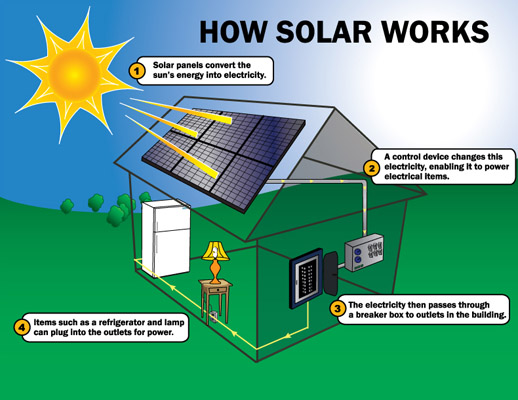 HOW SOLAR WORKS
1 Solar panels convert the
sun's energy into electricity.
2 A control device changes this
electricity, enabling it to power
electrical items.
3 The electricity then passes through
a breaker box to outlets in the building.
4 Items such as a refrigerator and lamp
can plug into the outlets for power.